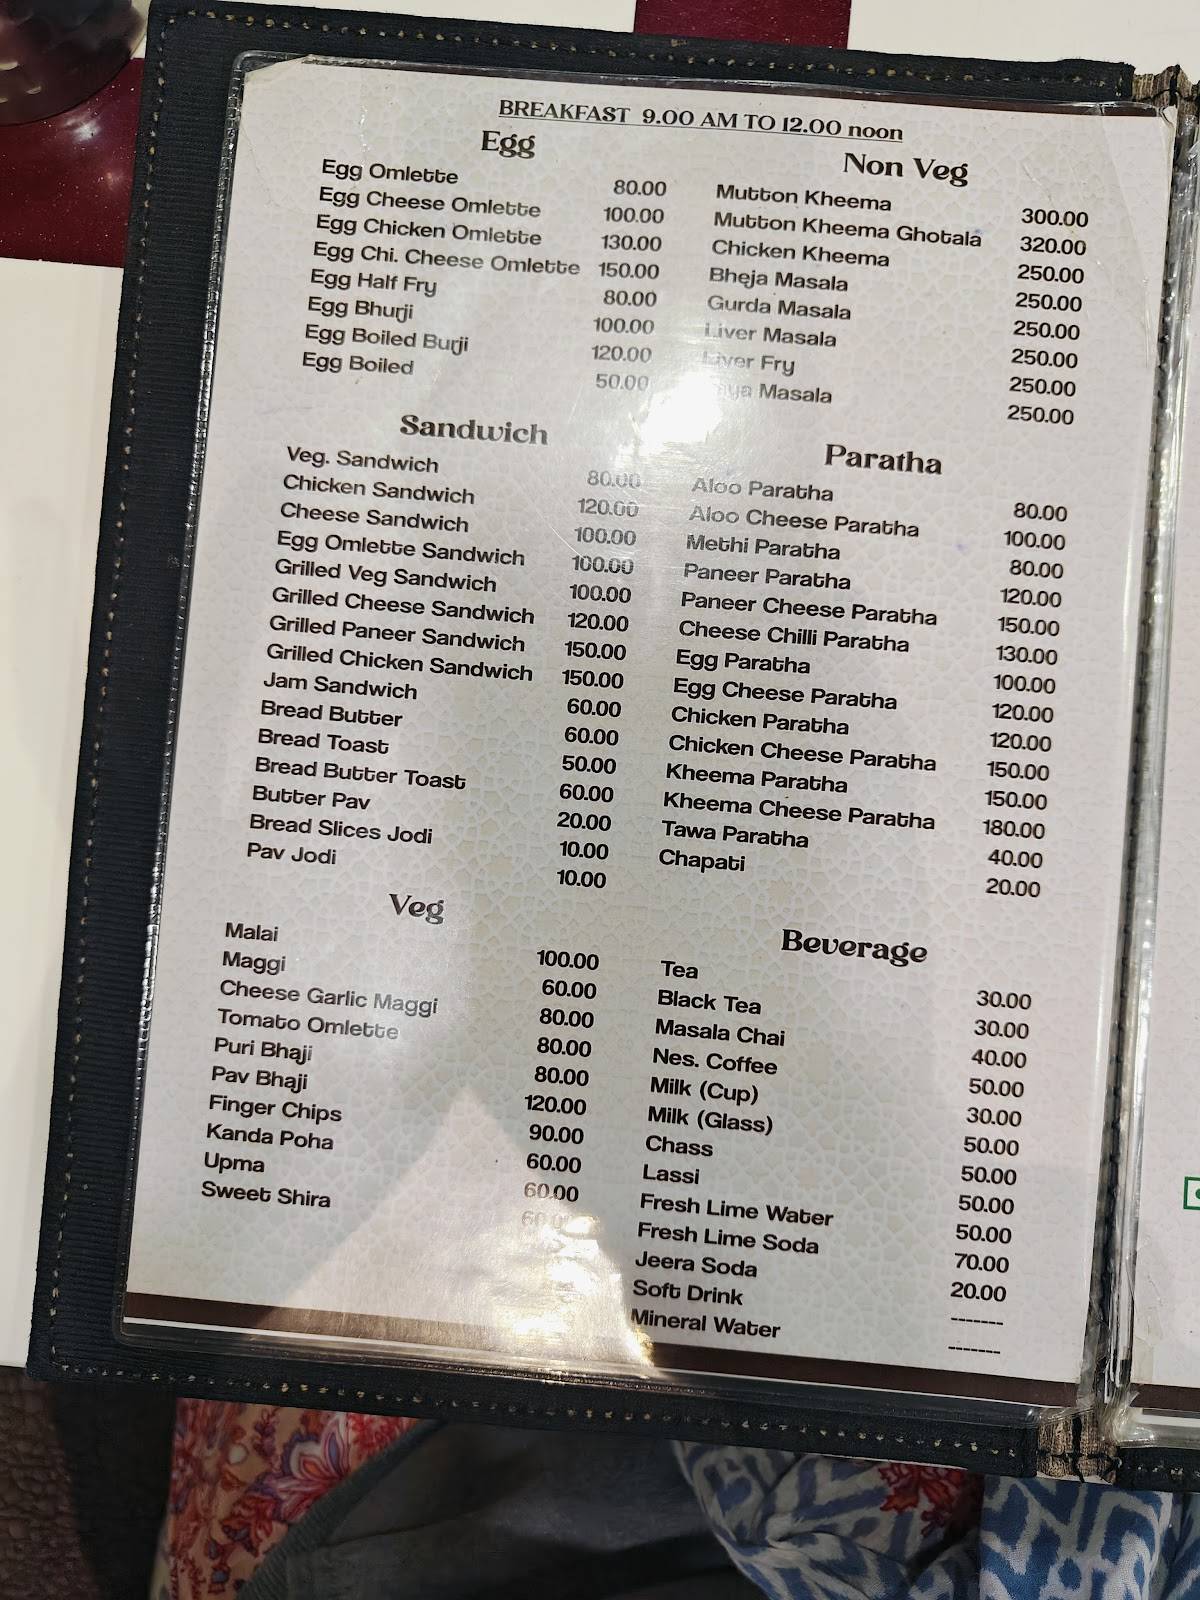 BREAKFAST 9.00 AM TO 12.00 noon
Egg
Egg Omlette 80.00
Egg Cheese Omlette 100.00
Egg Chicken Omlette 130.00
Egg Chi. Cheese Omlette 150.00
Egg Half Fry 80.00
Egg Bhurji 100.00
Egg Boiled Burji 120.00
Egg Boiled 50.00
Sandwich
Veg. Sandwich 80.00
Chicken Sandwich 120.00
Cheese Sandwich 100.00
Egg Omlette Sandwich 100.00
Grilled Veg Sandwich 100.00
Grilled Cheese Sandwich 120.00
Grilled Paneer Sandwich 150.00
Grilled Chicken Sandwich 150.00
Jam Sandwich 60.00
Bread Butter 60.00
Bread Toast 50.00
Bread Butter Toast 60.00
Butter Pav 20.00
Bread Slices Jodi 10.00
Pav Jodi 10.00
Veg
Malai 100.00
Maggi 60.00
Cheese Garlic Maggi 80.00
Tomato Omlette 80.00
Puri Bhaji 80.00
Pav Bhaji 120.00
Finger Chips 90.00
Kanda Poha 60.00
Upma 60.00
Sweet Shira
Non Veg
Mutton Kheema 300.00
Mutton Kheema Ghotala 320.00
Chicken Kheema 250.00
Bheja Masala 250.00
Gurda Masala 250.00
Liver Masala 250.00
Liver Fry 250.00
Masala 250.00
Paratha
Aloo Paratha 80.00
Aloo Cheese Paratha 100.00
Methi Paratha 80.00
Paneer Paratha 120.00
Paneer Cheese Paratha 150.00
Cheese Chilli Paratha 130.00
Egg Paratha 100.00
Egg Cheese Paratha 120.00
Chicken Paratha 120.00
Chicken Cheese Paratha 150.00
Kheema Paratha 150.00
Kheema Cheese Paratha 180.00
Tawa Paratha 40.00
Chapati 20.00
Beverage
Tea 30.00
Black Tea 30.00
Masala Chai 40.00
Nes. Coffee 50.00
Milk (Cup) 30.00
Milk (Glass) 50.00
Chass 50.00
Lassi 50.00
Fresh Lime Water 50.00
Fresh Lime Soda 70.00
Jeera Soda 20.00
Soft Drink -------
Mineral Water -------